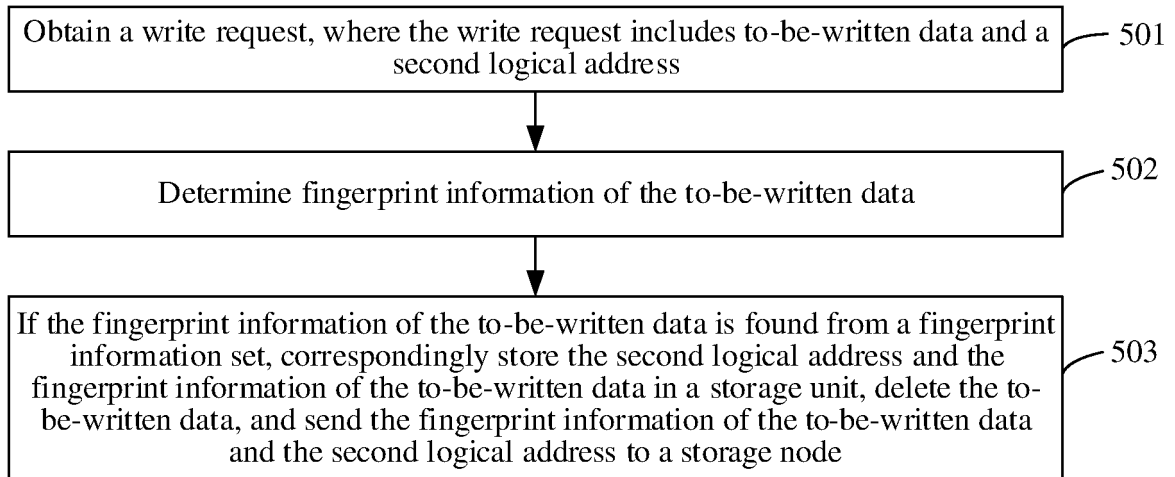 Obtain a write request, where the write request includes to-be-written data and a
second logical address
501
Determine fingerprint information of the to-be-written data
502
If the fingerprint information of the to-be-written data is found from a fingerprint
information set, correspondingly store the second logical address and the
fingerprint information of the to-be-written data in a storage unit, delete the to-
be-written data, and send the fingerprint information of the to-be-written data
and the second logical address to a storage node
503